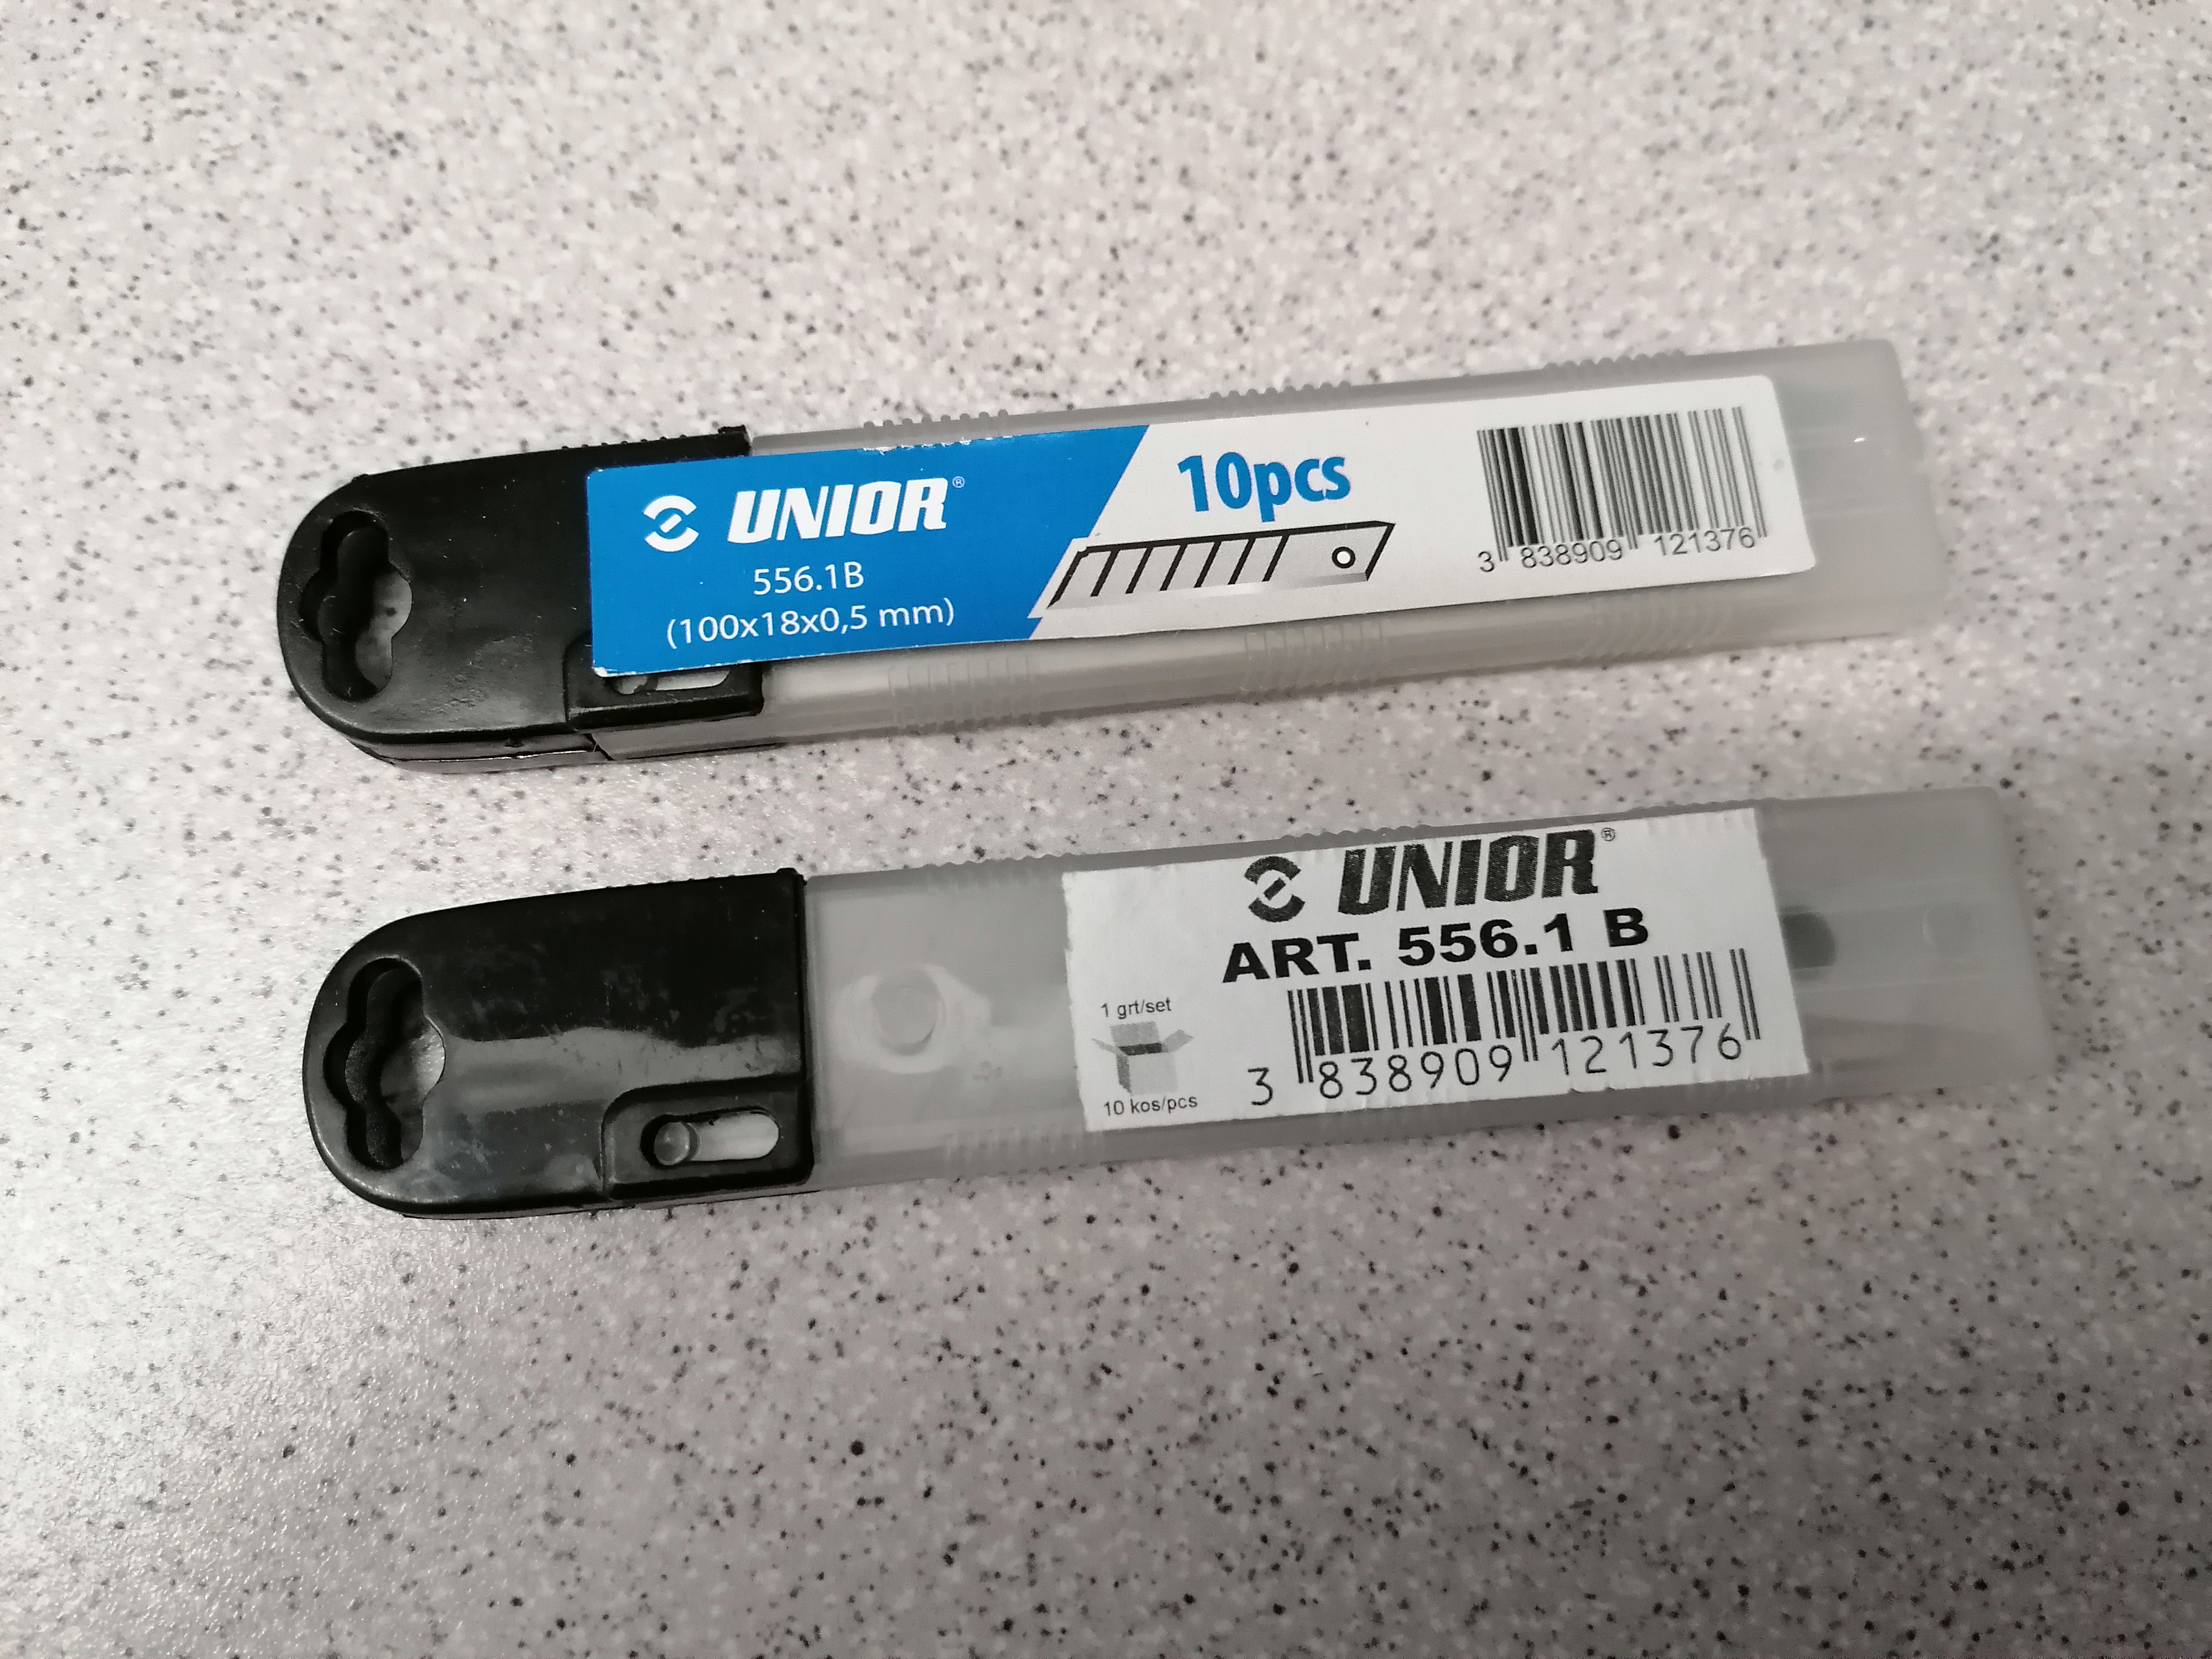 UNIOR®
556.1B
(100x18x0,5 mm)
10pcs
3 838909 121376
UNIOR®
ART. 556.1 B
1 grt/set
10 kos/pcs
3 838909 121376